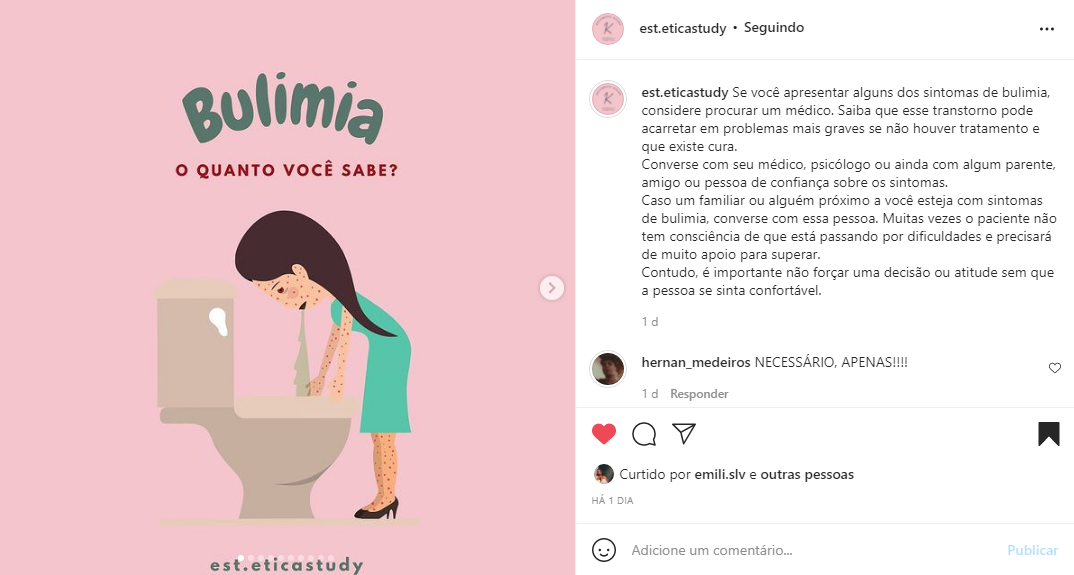 Bulimia
O QUANTO VOCÊ SABE?
est.eticastudy
est.eticastudy • Seguindo
est.eticastudy Se você apresentar alguns dos sintomas de bulimia,
considere procurar um médico. Saiba que esse transtorno pode
acarretar em problemas mais graves se não houver tratamento e
que existe cura.
Converse com seu médico, psicólogo ou ainda com algum parente,
amigo ou pessoa de confiança sobre os sintomas.
Caso um familiar ou alguém próximo a você esteja com sintomas
de bulimia, converse com essa pessoa. Muitas vezes o paciente não
tem consciência de que está passando por dificuldades e precisará
de muito apoio para superar.
Contudo, é importante não forçar uma decisão ou atitude sem que
a pessoa se sinta confortável.
1 d
hernan_medeiros NECESSÁRIO, APENAS!!!!
1 d Responder
Curtido por emili.slv e outras pessoas
HÁ 1 DIA
Adicione um comentário... Publicar